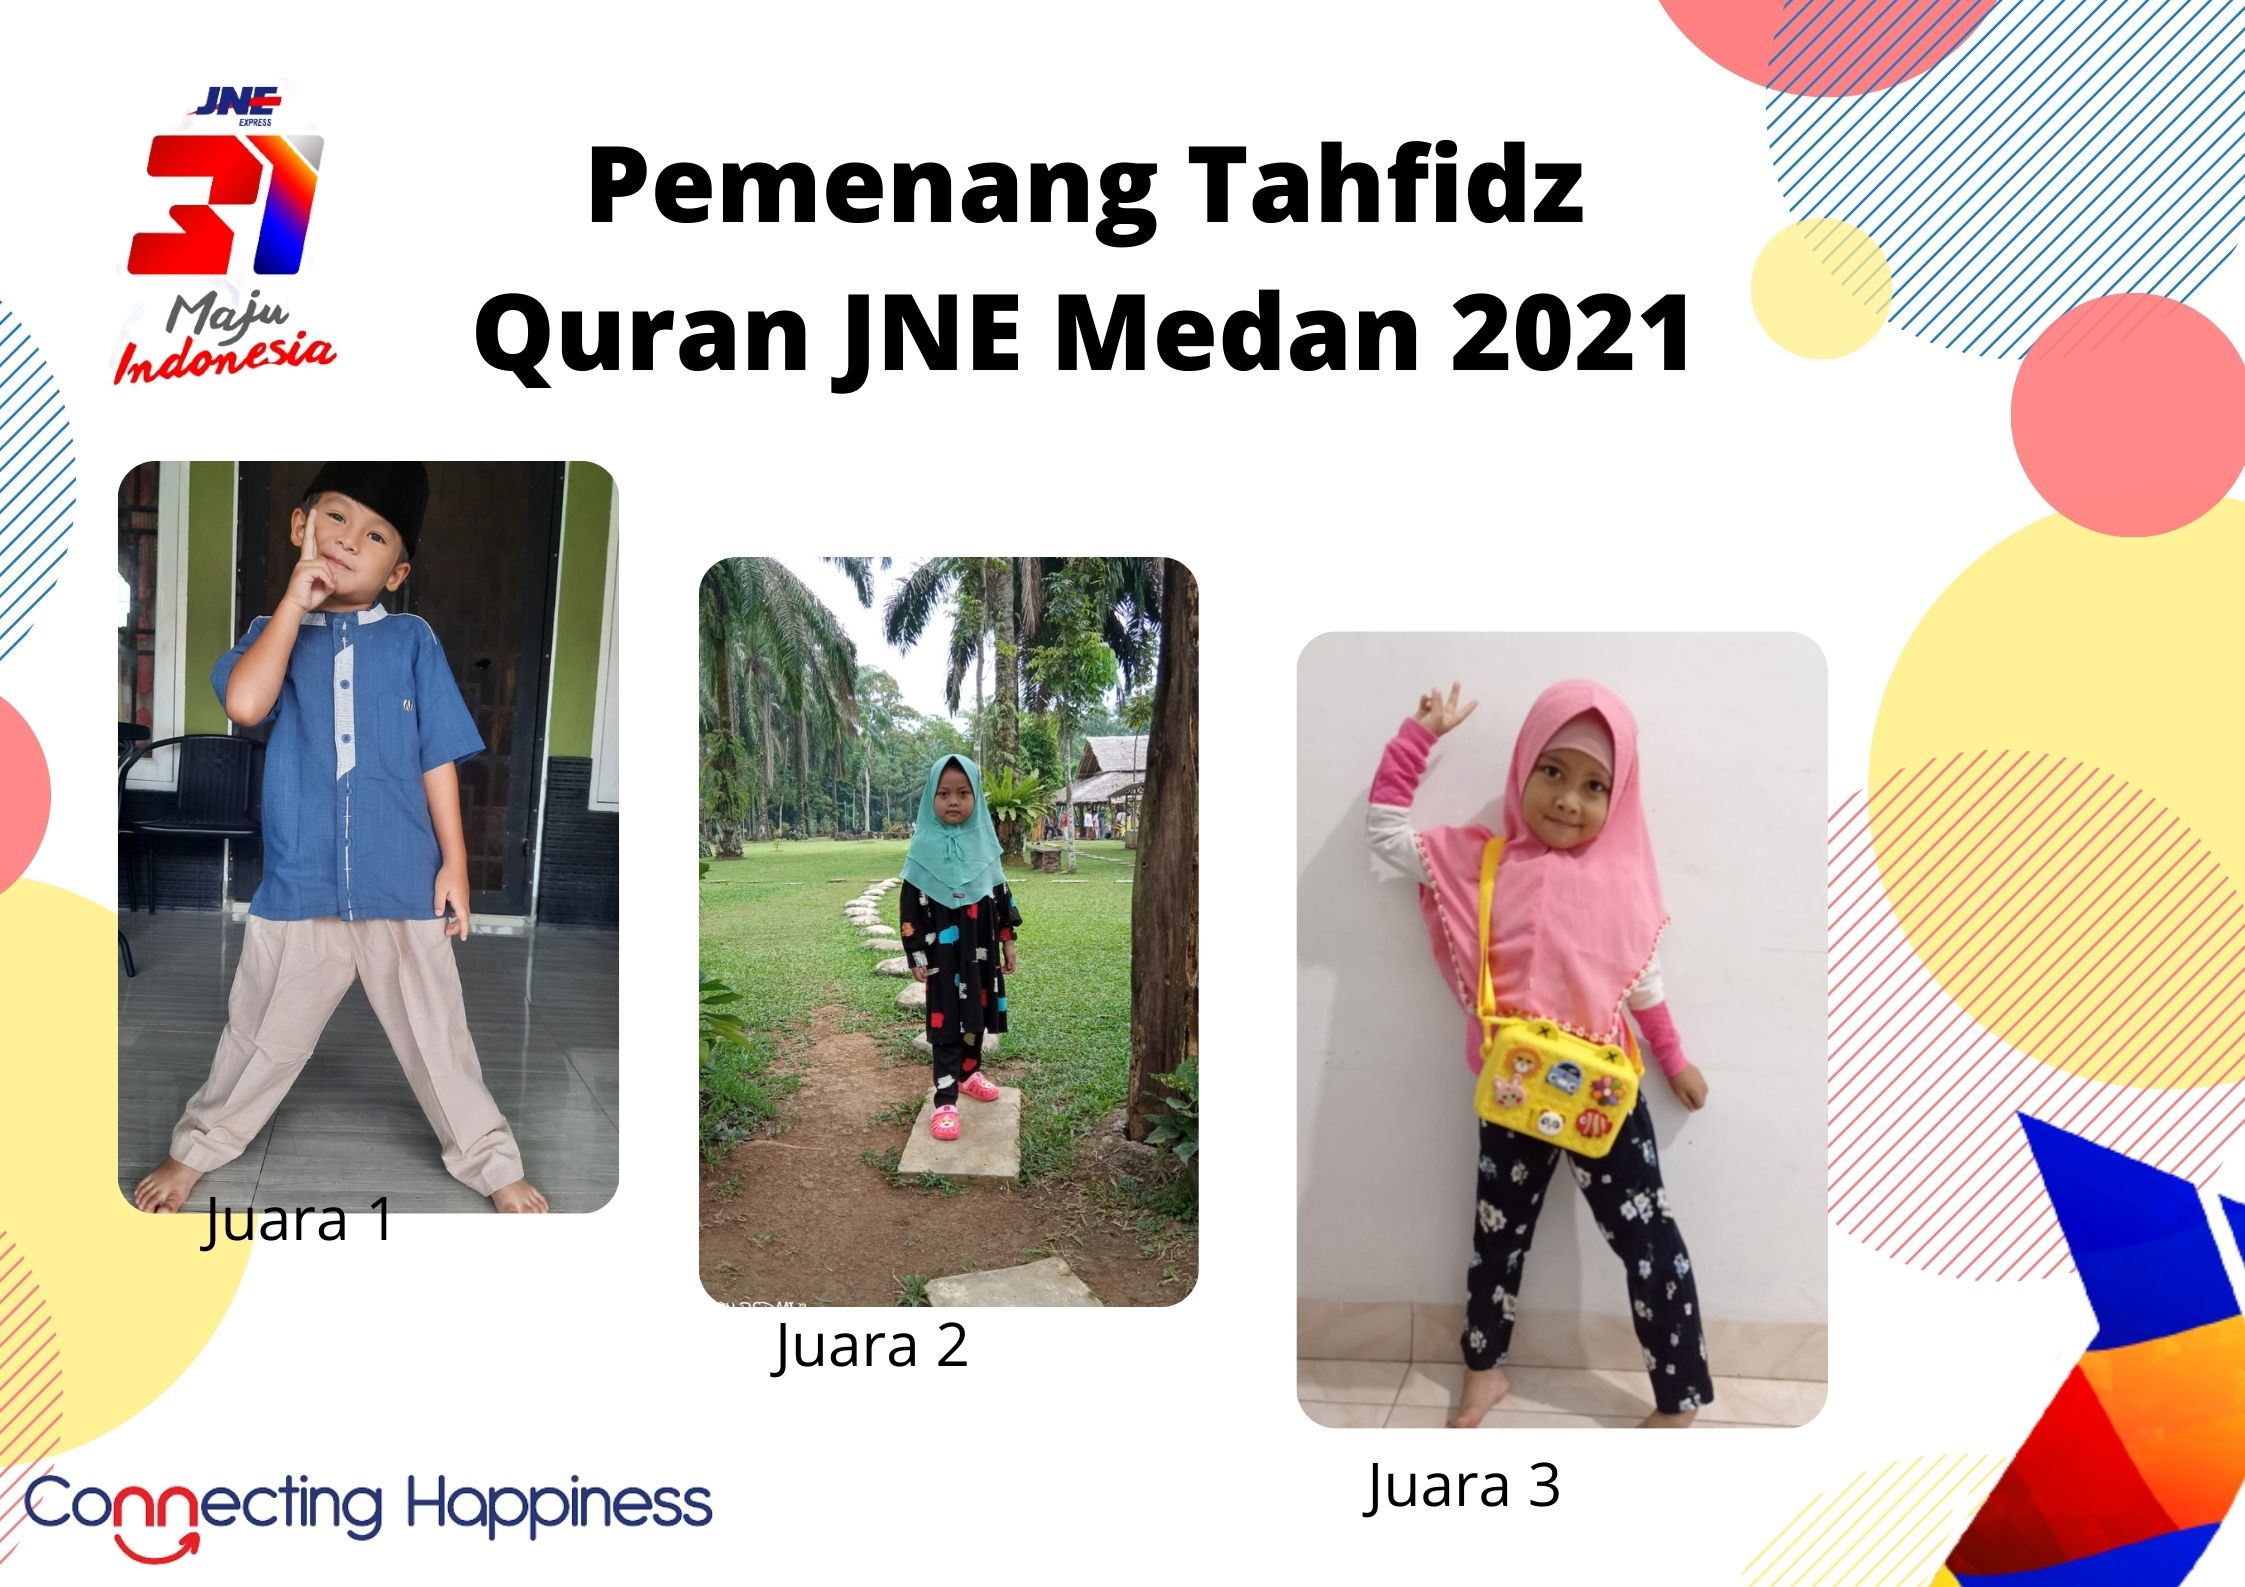 JNE
EXPRESS
31
Maju
Indonesia
Pemenang Tahfidz
Quran JNE Medan 2021
Juara 1
Juara 2
Juara 3
Connecting Happiness